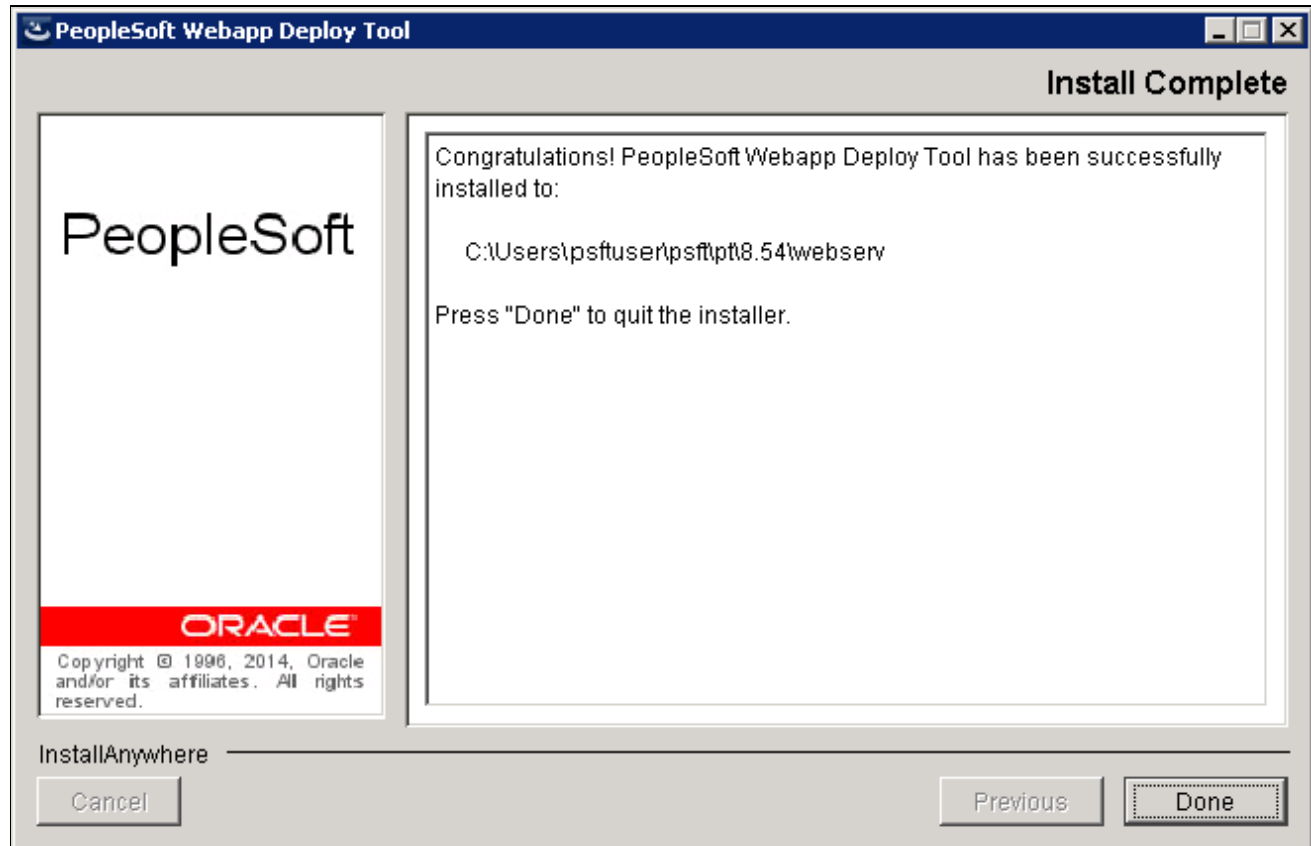 PeopleSoft Webapp Deploy Tool
Install Complete
PeopleSoft
ORACLE
Copyright © 1996, 2014, Oracle
and/or its affiliates. All rights
reserved.
Congratulations! PeopleSoft Webapp Deploy Tool has been successfully
installed to:
C:\Users\psftuser\psft\pt\8.54\webserv
Press "Done" to quit the installer.
InstallAnywhere
Cancel
Previous
Done